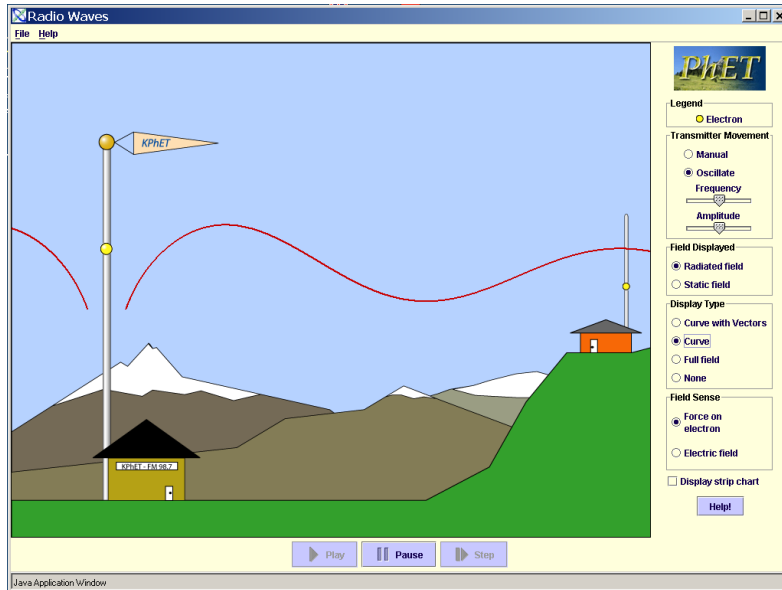 Radio Waves
File Help
KPhET
KPhET - FM 98.7
PhET
Legend
Electron
Transmitter Movement
Manual
Oscillate
Frequency
Amplitude
Field Displayed
Radiated field
Static field
Display Type
Curve with Vectors
Curve
Full field
None
Field Sense
Force on
electron
Electric field
Display strip chart
Help!
Play Pause Step
Java Application Window